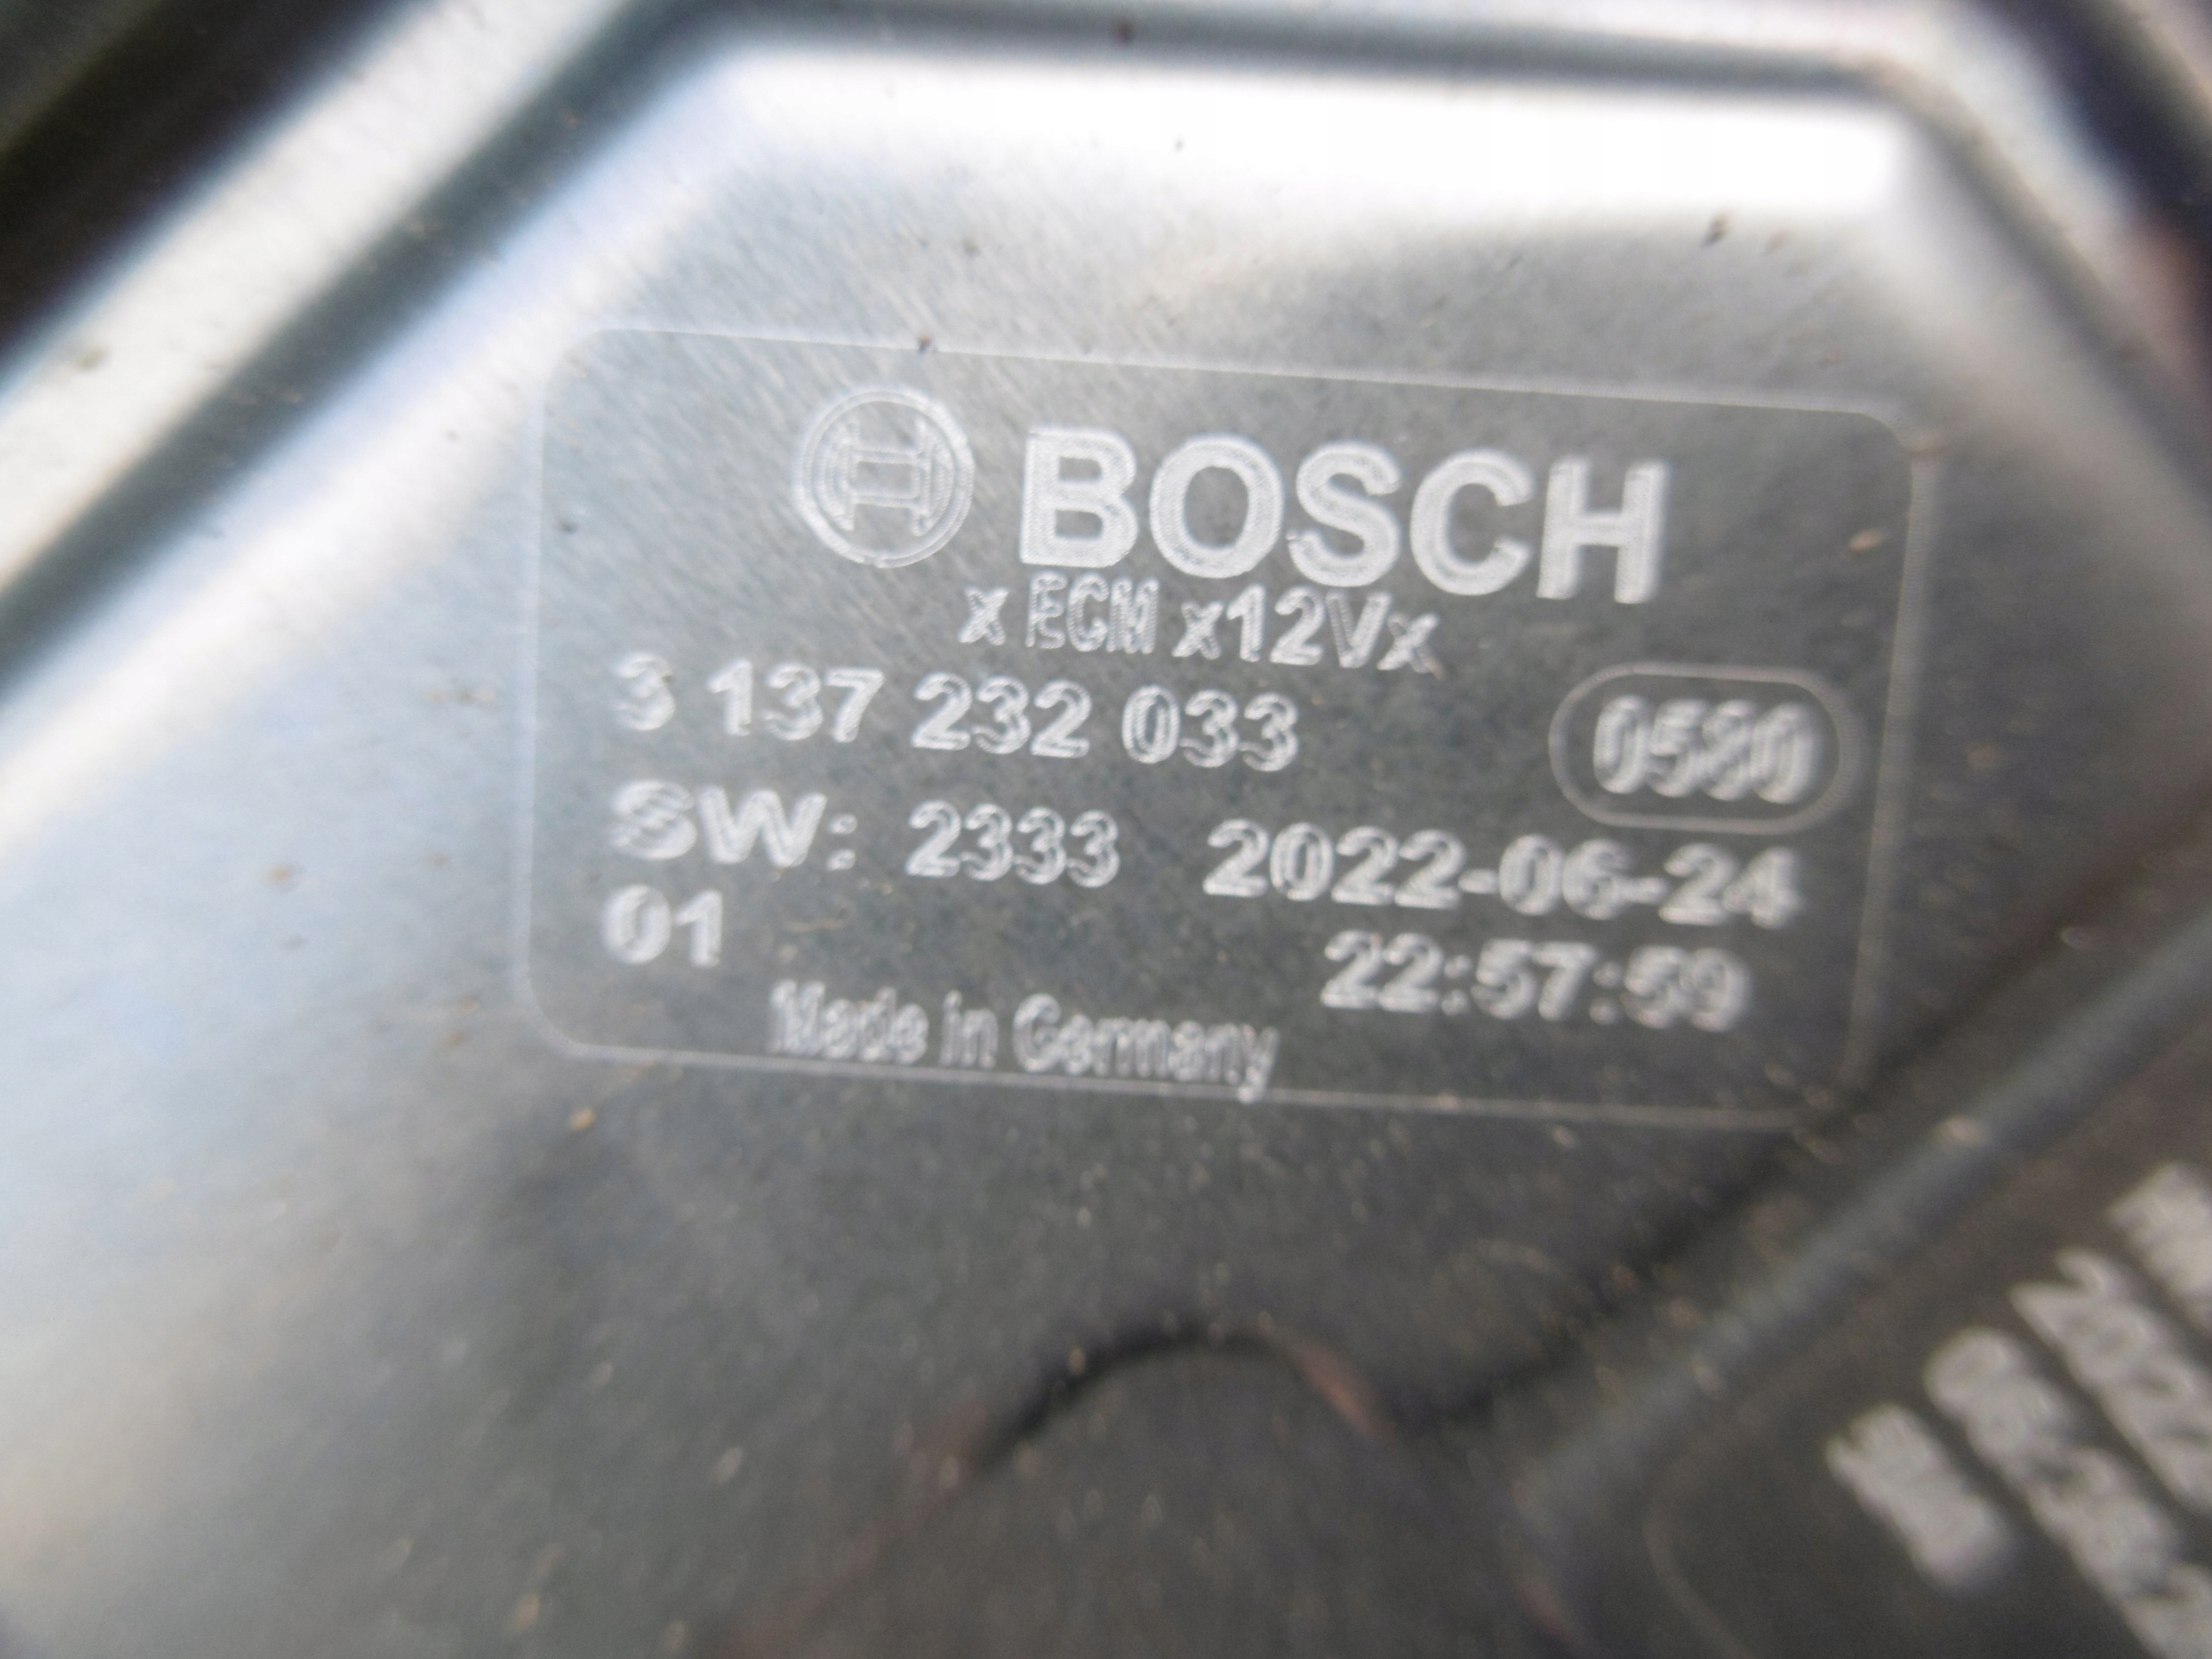 BOSCH
x ECM x12Vx
3 137 232 033
0580
SW: 2333 2022-06-24
01 22:57:59
Made in Germany